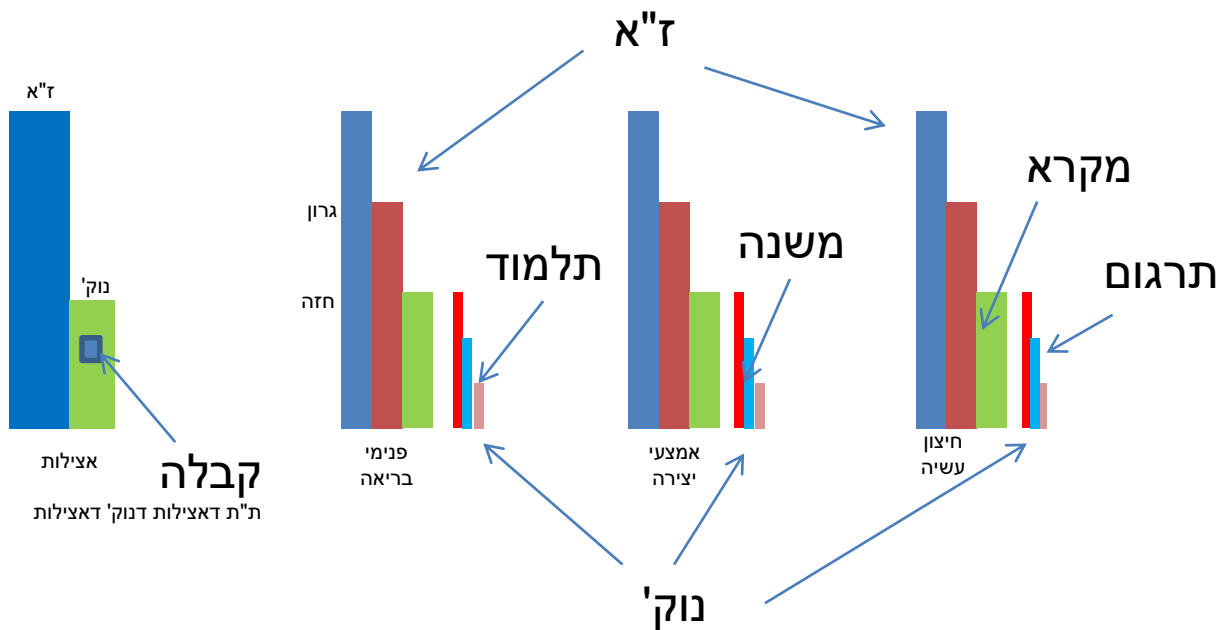 ז"א
ז"א
מקרא
גרון
משנה
תלמוד
תרגום
נוק'
חזה
חיצון
עשיה
אמצעי
יצירה
פנימי
בריאה
אצילות
קבלה
ת"ת דאצילות דנוק' דאצילות
נוק'